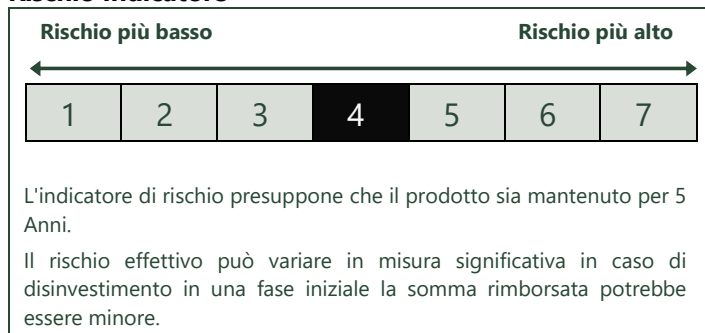 Rischio più basso Rischio più alto
1 2 3 4 5 6 7
L'indicatore di rischio presuppone che il prodotto sia mantenuto per 5
Anni.
Il rischio effettivo può variare in misura significativa in caso di
disinvestimento in una fase iniziale la somma rimborsata potrebbe
essere minore.